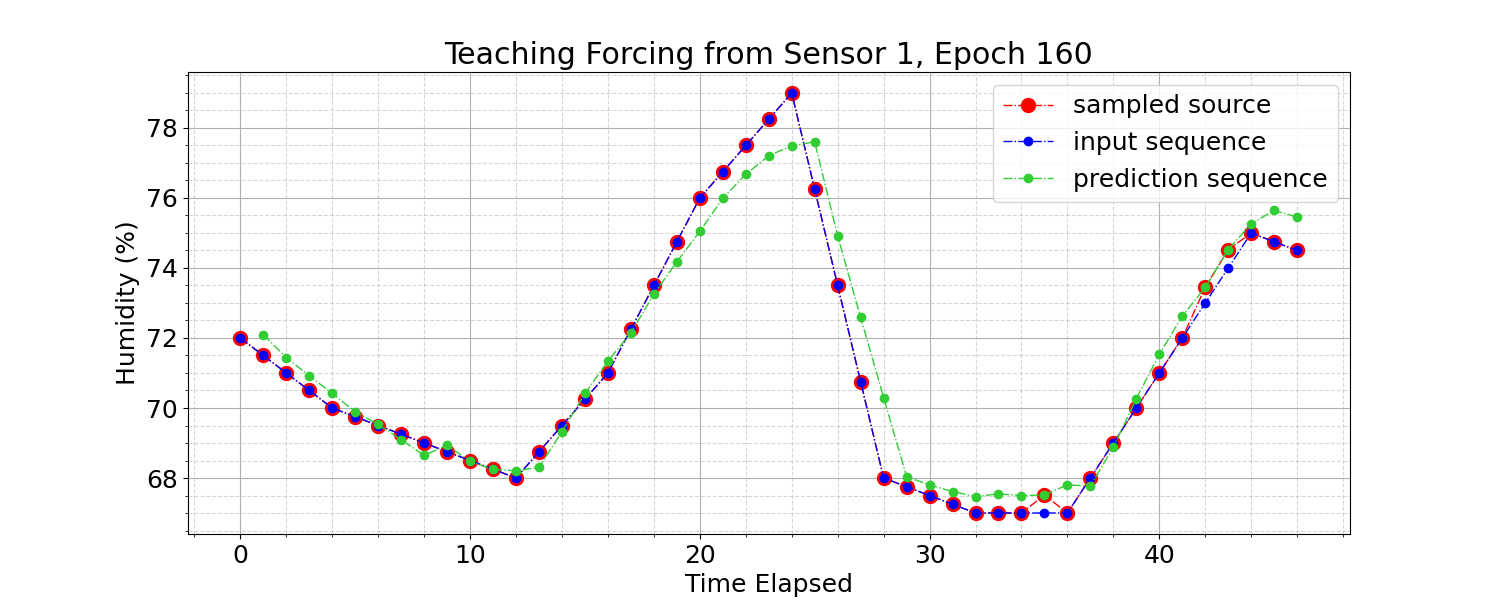 Teaching Forcing from Sensor 1, Epoch 160
sampled source
input sequence
prediction sequence
Humidity (%)
78
76
74
72
70
68
0 10 20 30 40
Time Elapsed